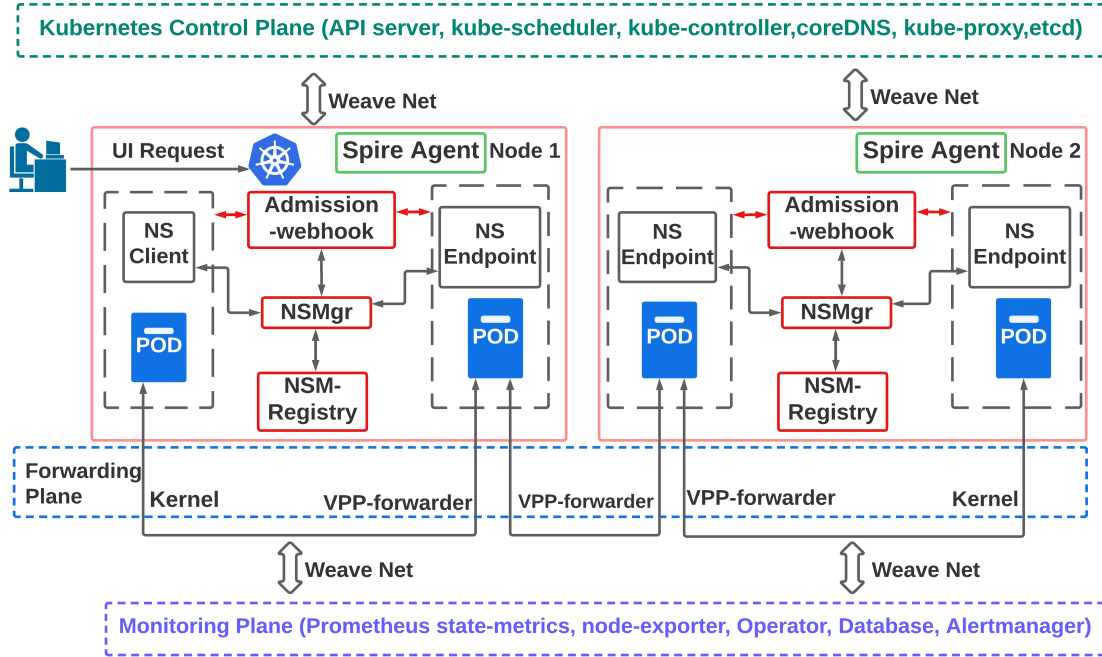 Kubernetes Control Plane (API server, kube-scheduler, kube-controller,coreDNS, kube-proxy,etcd)
Weave Net
Weave Net
UI Request
Spire Agent
Node 1
Spire Agent
Node 2
NS
Client
Admission
-webhook
NS
Endpoint
NS
Endpoint
Admission
-webhook
NS
Endpoint
NSMgr
NSMgr
POD
POD
POD
POD
NSM-
Registry
NSM-
Registry
Forwarding
Plane
Kernel
VPP-forwarder
VPP-forwarder
VPP-forwarder
Kernel
Weave Net
Weave Net
Monitoring Plane (Prometheus state-metrics, node-exporter, Operator, Database, Alertmanager)